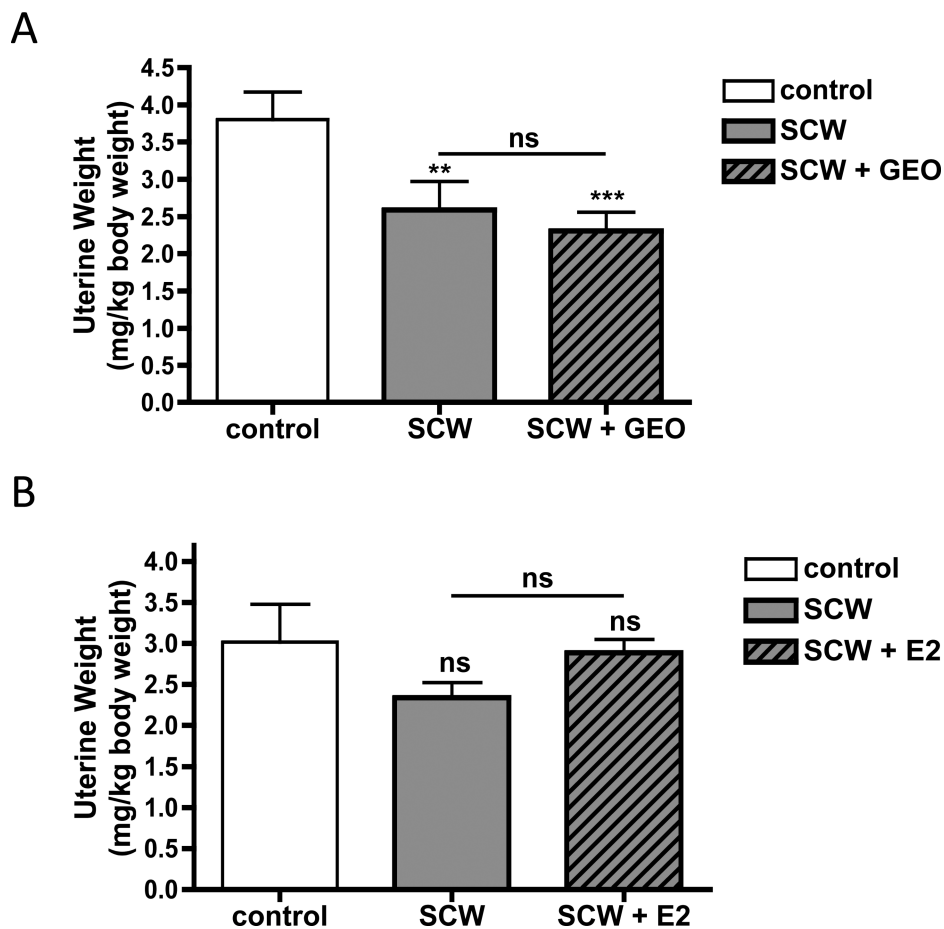 A
4.5
4.0
3.5
3.0
2.5
2.0
1.5
1.0
0.5
0.0
Uterine Weight
(mg/kg body weight)
ns
**
***
control
SCW
SCW + GEO
control
SCW
SCW + GEO
B
4.0
3.5
3.0
2.5
2.0
1.5
1.0
0.5
0.0
Uterine Weight
(mg/kg body weight)
ns
ns
ns
control
SCW
SCW + E2
control
SCW
SCW + E2